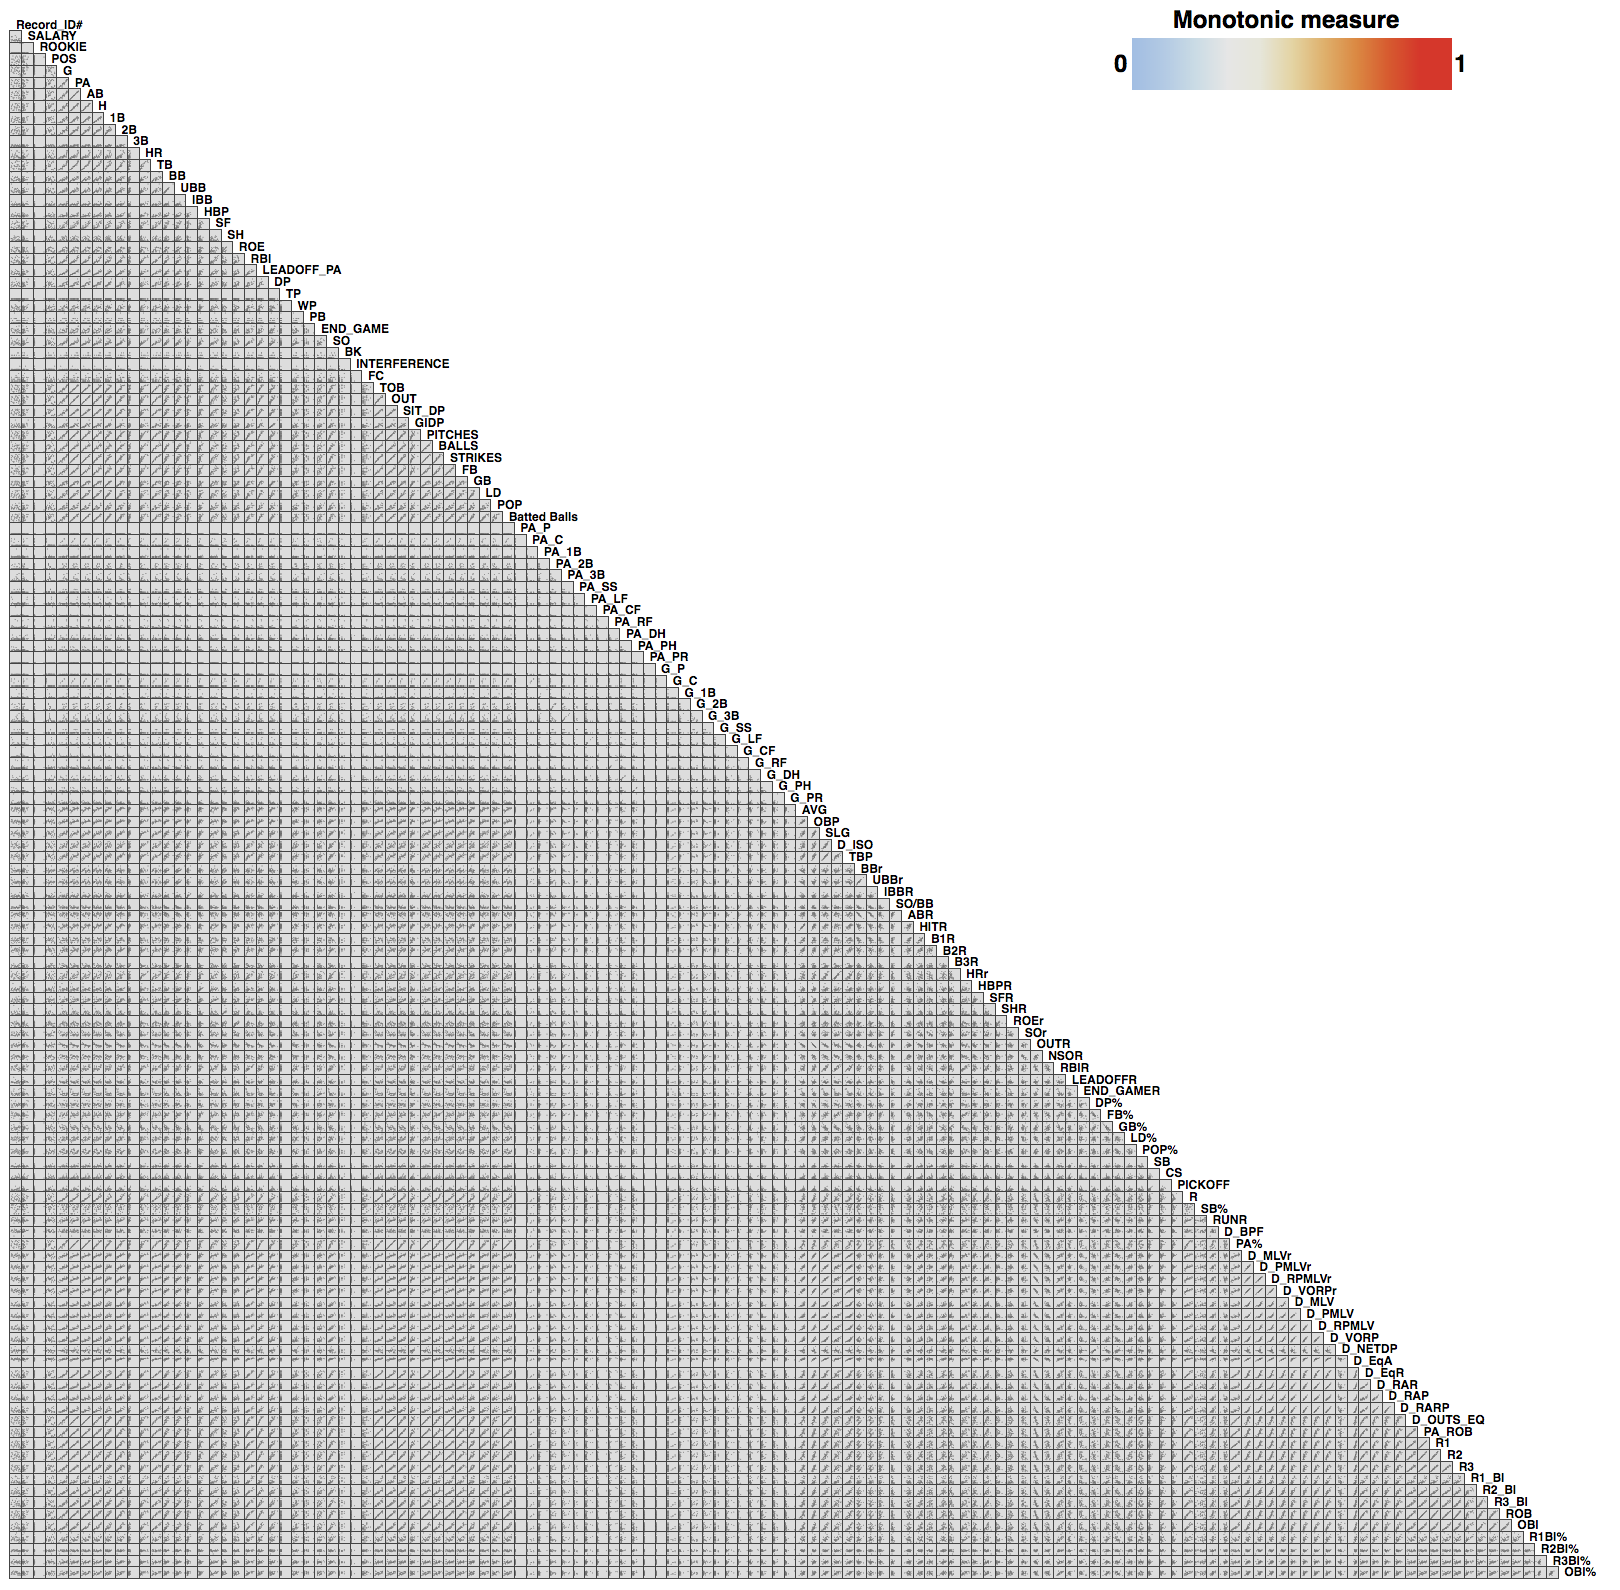 Monotonic measure
0 1
Record_ID#
SALARY
ROOKIE
POS
G
PA
AB
H
1B
2B
3B
HR
TB
BB
UBB
IBB
HBP
SF
SH
ROE
RBI
LEADOFF_PA
DP
TP
WP
PB
END_GAME
SO
BK
INTERFERENCE
FC
TOB
OUT
SIT_DP
GIDP
PITCHES
BALLS
STRIKES
FB
GB
LD
POP
Batted Balls
PA_P
PA_C
PA_1B
PA_2B
PA_3B
PA_SS
PA_LF
PA_CF
PA_RF
PA_DH
PA_PH
PA_PR
G_P
G_C
G_1B
G_2B
G_3B
G_SS
G_LF
G_CF
G_RF
G_DH
G_PH
G_PR
AVG
OBP
SLG
D_ISO
TBP
BBr
UBBr
IBBR
SO/BB
ABR
HITR
B1R
B2R
B3R
HRr
HBPR
SFR
SHR
ROEr
SOr
OUTR
NSOR
RBIR
LEADOFFR
END_GAMER
DP%
FB%
GB%
LD%
POP%
SB
CS
PICKOFF
R
SB%
RUNR
D_BPF
PA%
D_MLVr
D_PMLVr
D_RPMLVr
D_VORPr
D_MLV
D_PMLV
D_RPMLV
D_VORP
D_NETDP
D_EqA
D_EqR
D_RAR
D_RAP
D_RARP
D_OUTS_EQ
PA_ROB
R1
R2
R3
R1_BI
R2_BI
R3_BI
ROB
OBI
R1BI%
R2BI%
R3BI%
OBI%